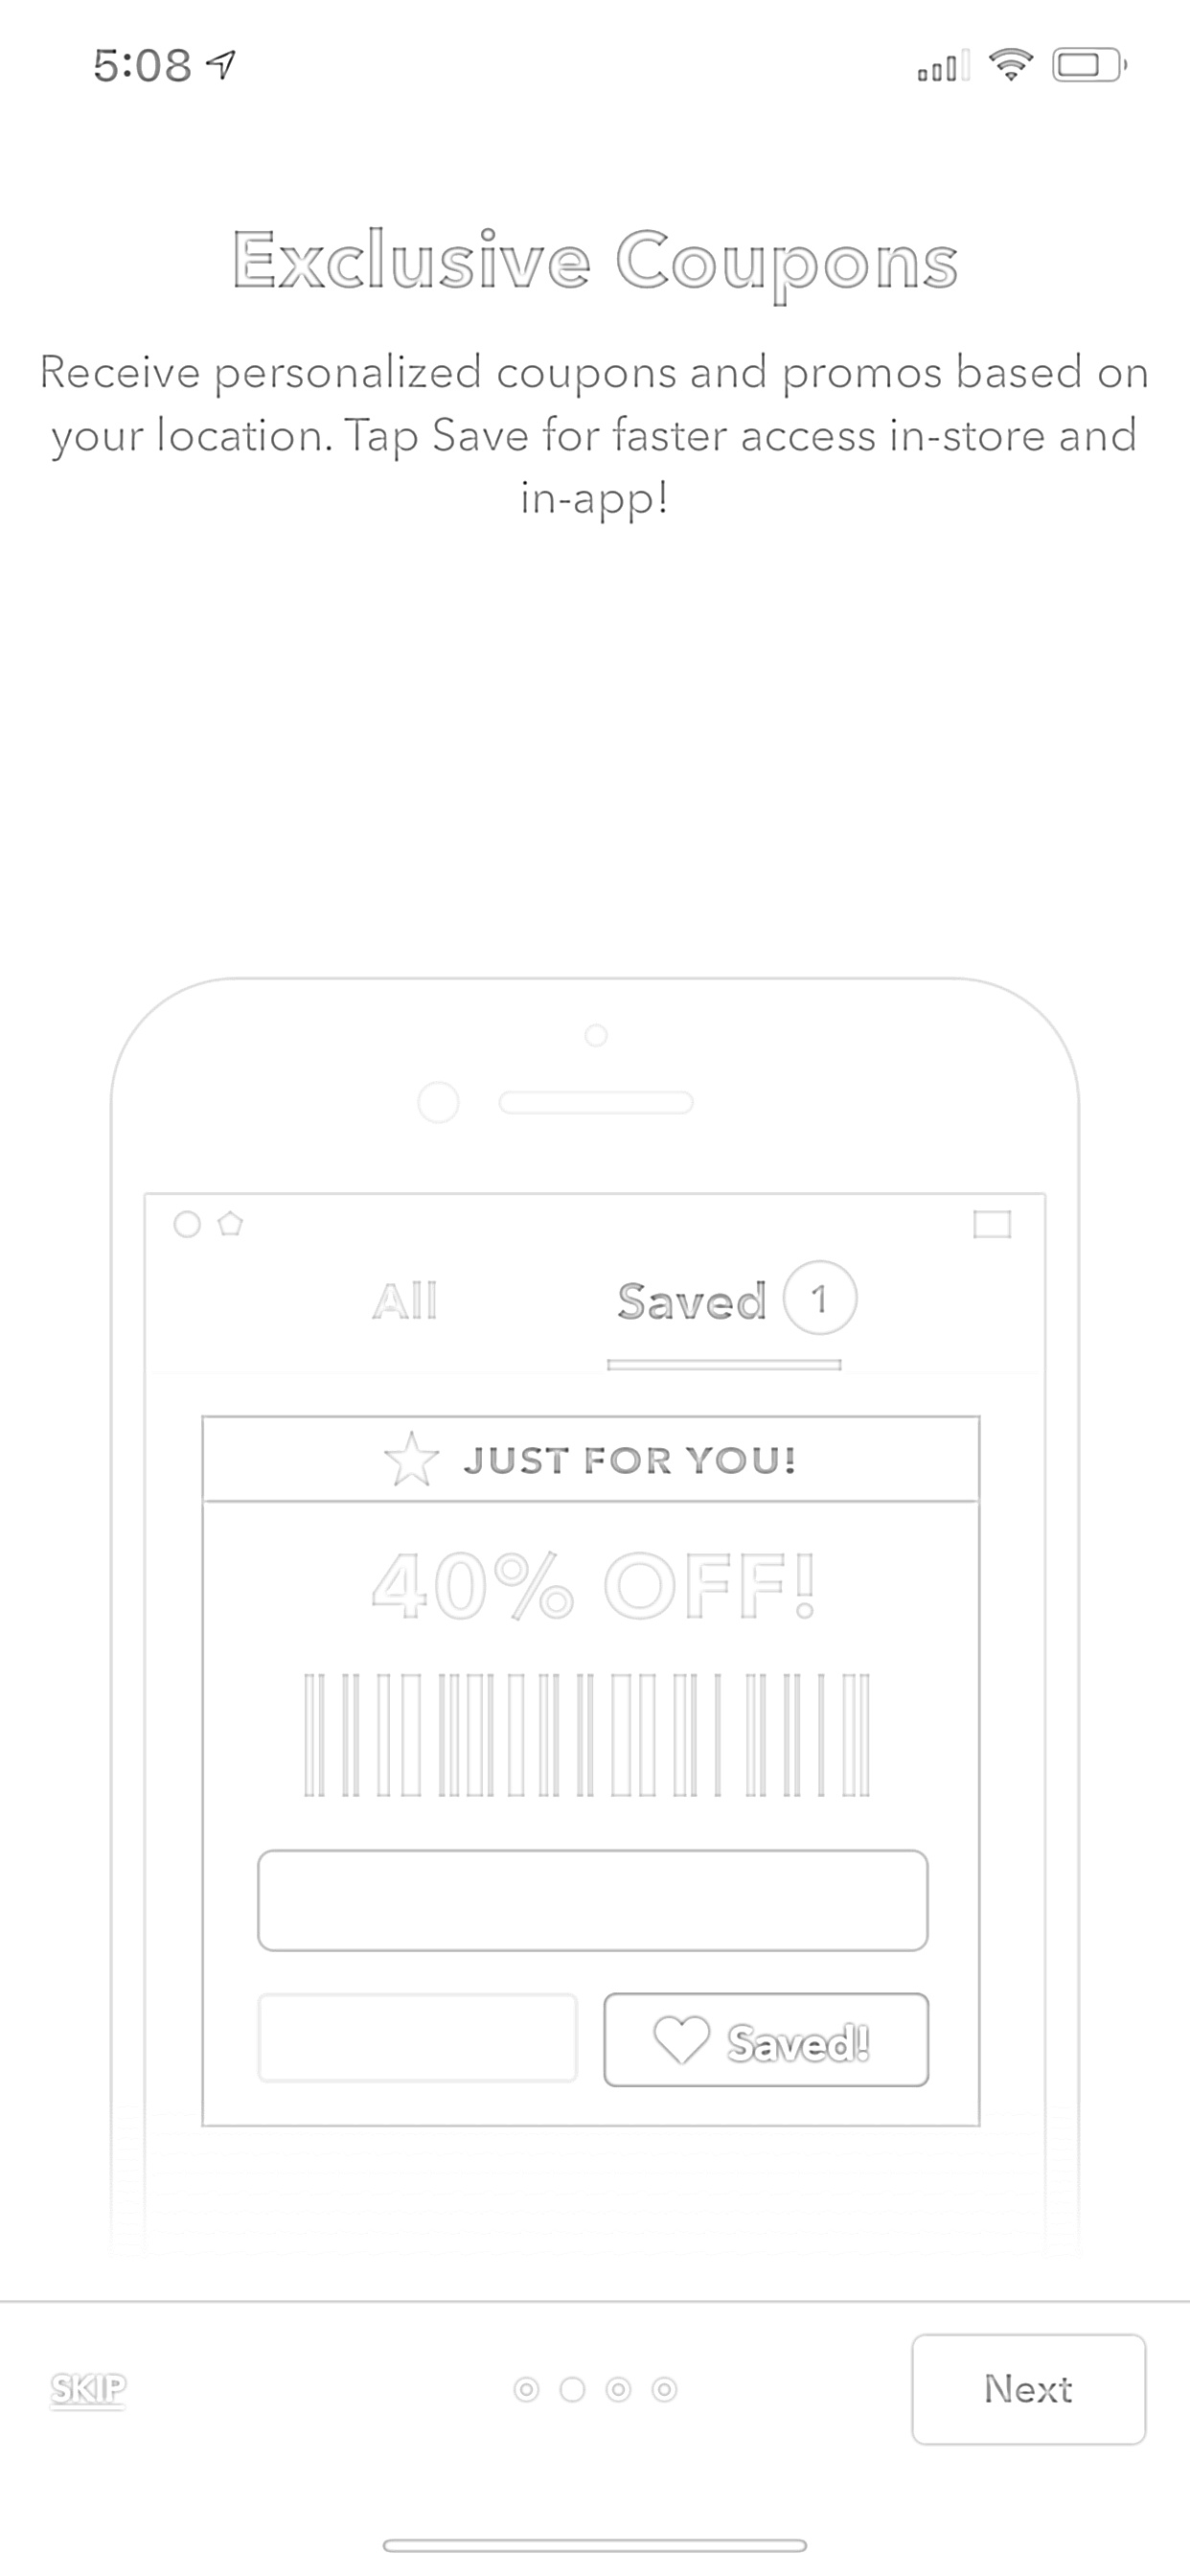 5:08
Exclusive Coupons
Receive personalized coupons and promos based on
your location. Tap Save for faster access in-store and
in-app!
All Saved 1
JUST FOR YOU!
40% OFF!
Saved!
SKIP Next